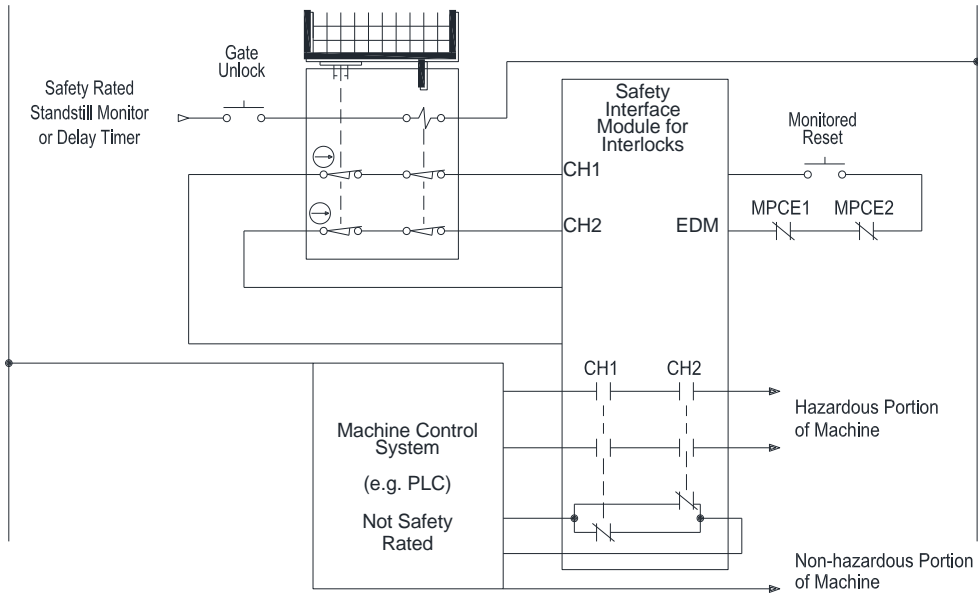 Gate
Unlock
Safety Rated
Standstill Monitor
or Delay Timer
Safety
Interface
Module for
Interlocks
Monitored
Reset
CH1
MPCE1
MPCE2
CH2
EDM
CH1
CH2
Hazardous Portion
of Machine
Machine Control
System
(e.g. PLC)
Not Safety
Rated
Non-hazardous Portion
of Machine